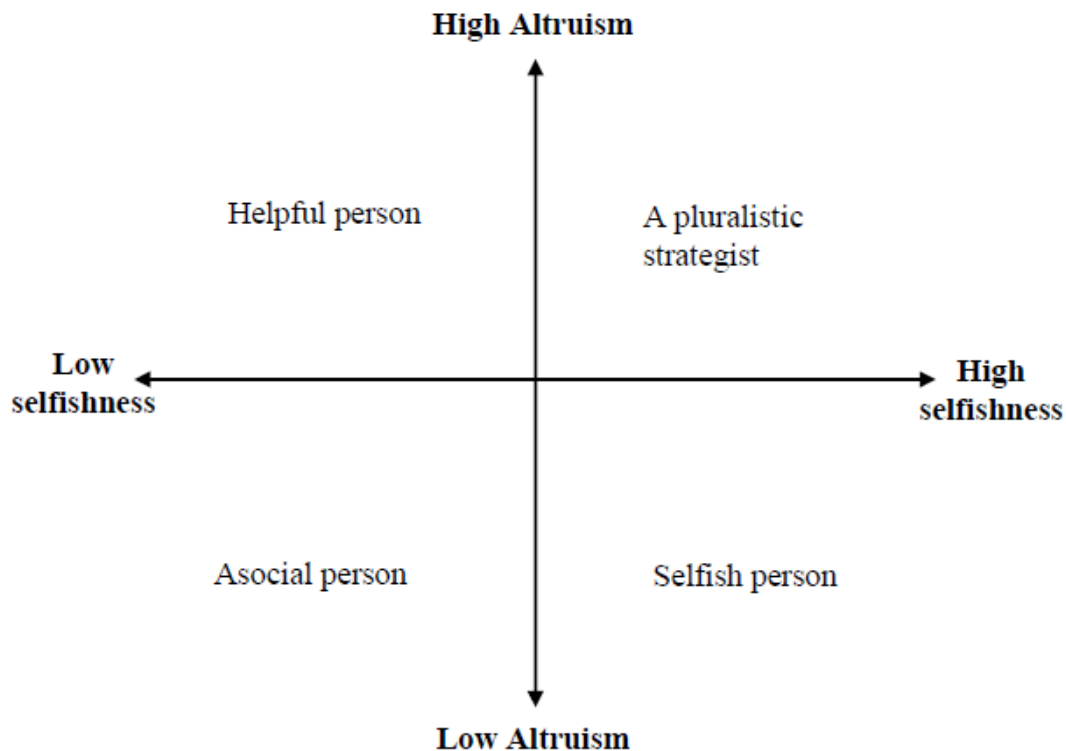 High Altruism
Helpful person
A pluralistic
strategist
Low
selfishness
High
selfishness
Asocial person
Selfish person
Low Altruism